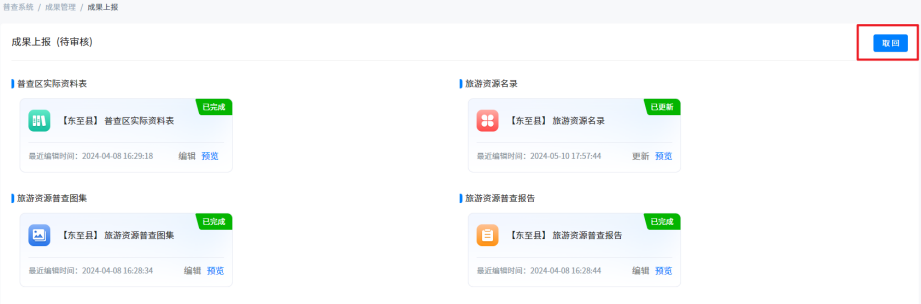 普查系统 / 成果管理 / 成果上报
成果上报 (待审核)
取回
普查区实际资料表
已完成
【东至县】 普查区实际资料表
最近编辑时间：2024-04-08 16:29:18 编辑 预览
旅游资源名录
已更新
【东至县】 旅游资源名录
最近编辑时间：2024-05-10 17:57:44 更新 预览
旅游资源普查图集
已完成
【东至县】 旅游资源普查图集
最近编辑时间：2024-04-08 16:28:34 编辑 预览
旅游资源普查报告
已完成
【东至县】 旅游资源普查报告
最近编辑时间：2024-04-08 16:28:44 编辑 预览